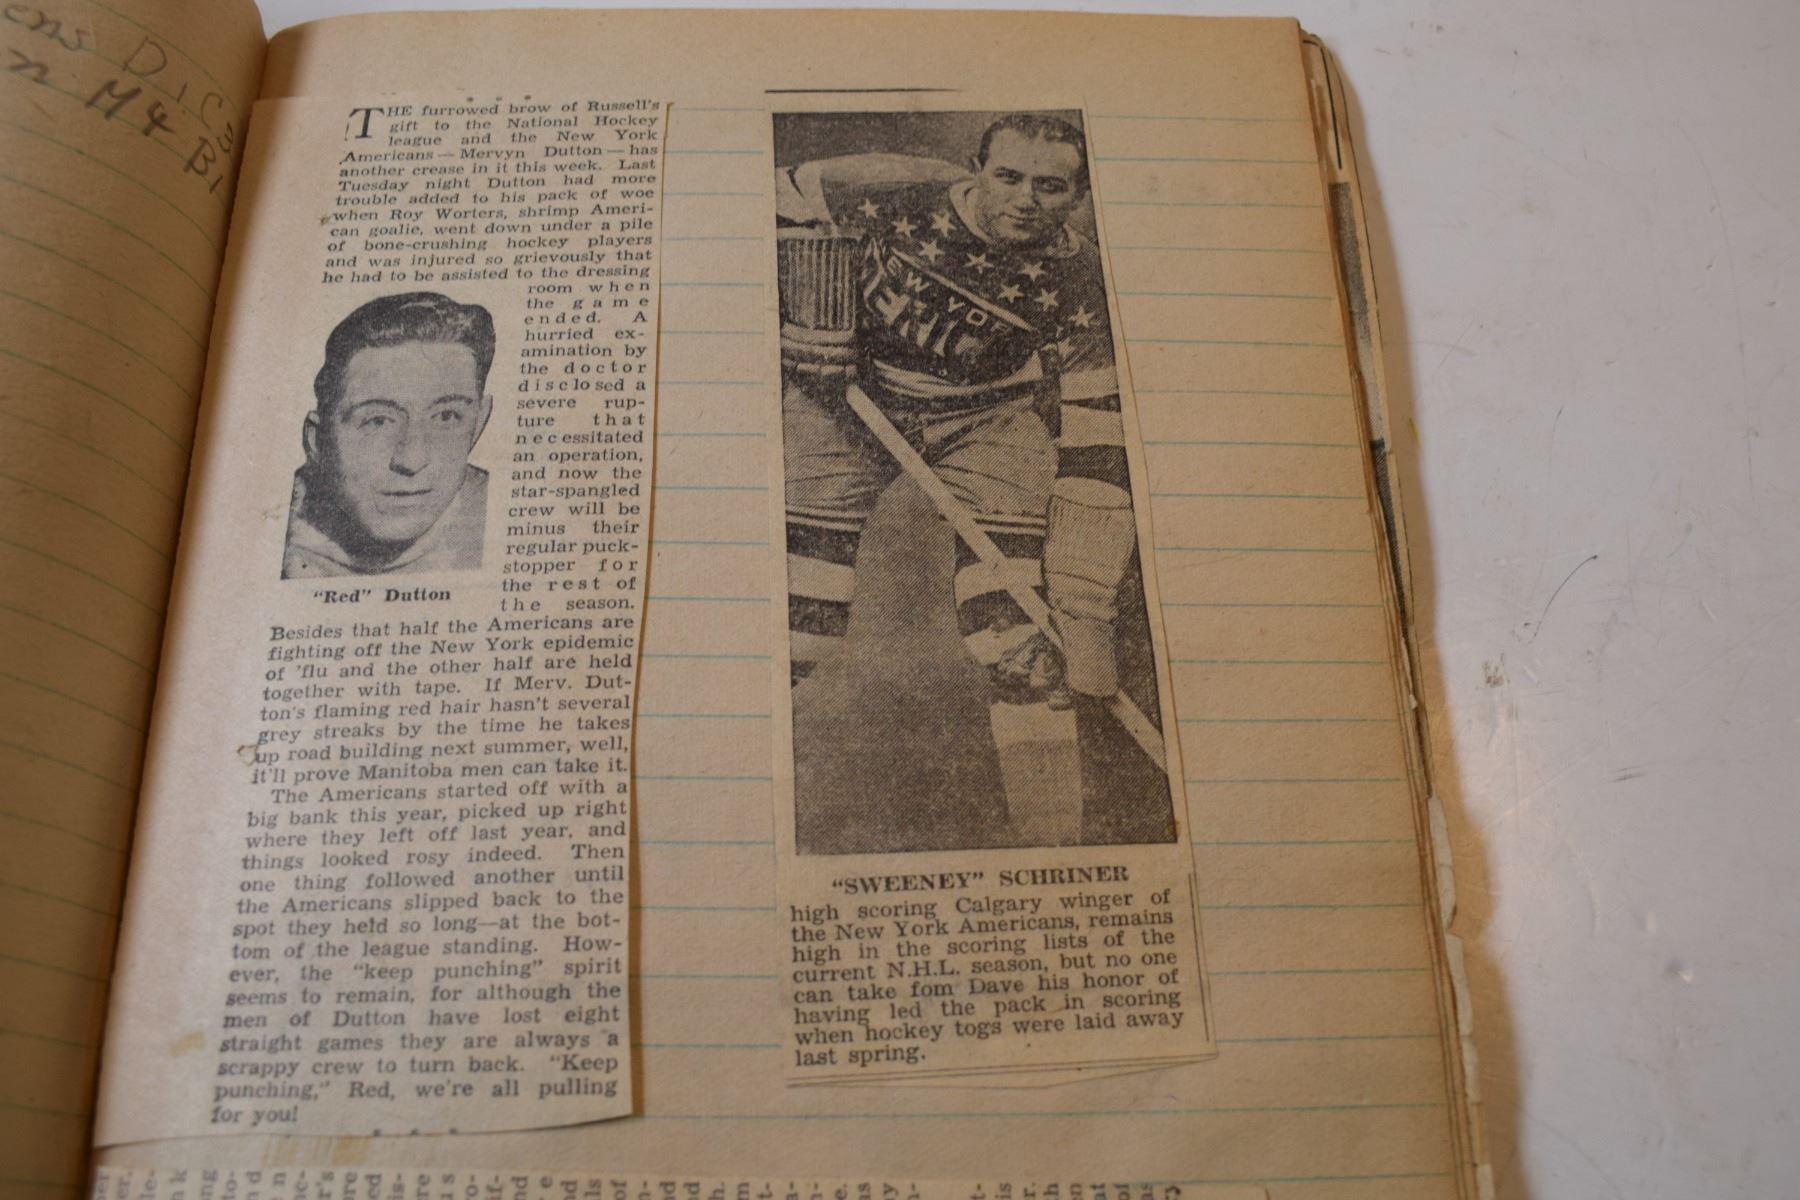 THE furrowed brow of Russell's
gift to the National Hockey
league and the New York
Americans—Mervyn Dutton—has
another crease in it this week. Last
Tuesday night Dutton had more
trouble added to his pack of woe
when Roy Worters, shrimp Ameri-
can goalie, went down under a pile
of bone-crushing hockey players
and was injured so grievously that
he had to be assisted to the dressing
room when
the game
ended. A
hurried ex-
amination by
the doctor
disclosed a
severe rup-
ture that
necessitated
an operation,
and now the
star-spangled
crew will be
minus their
regular puck-
stopper for
the rest of
the season.
"Red" Dutton
Besides that half the Americans are
fighting off the New York epidemic
of 'flu and the other half are held
together with tape. If Merv. Dut-
ton's flaming red hair hasn't several
grey streaks by the time he takes
up road building next summer, well,
it'll prove Manitoba men can take it.
The Americans started off with a
big bank this year, picked up right
where they left off last year, and
things looked rosy indeed. Then
one thing followed another until
the Americans slipped back to the
spot they held so long—at the bot-
tom of the league standing. How-
ever, the "keep punching" spirit
seems to remain, for although the
men of Dutton have lost eight
straight games they are always a
scrappy crew to turn back. "Keep
punching," Red, we're all pulling
for you!
"SWEENEY" SCHRINER
high scoring Calgary winger of
the New York Americans, remains
high in the scoring lists of the
current N.H.L. season, but no one
can take fom Dave his honor of
having led the pack in scoring
when hockey togs were laid away
last spring.